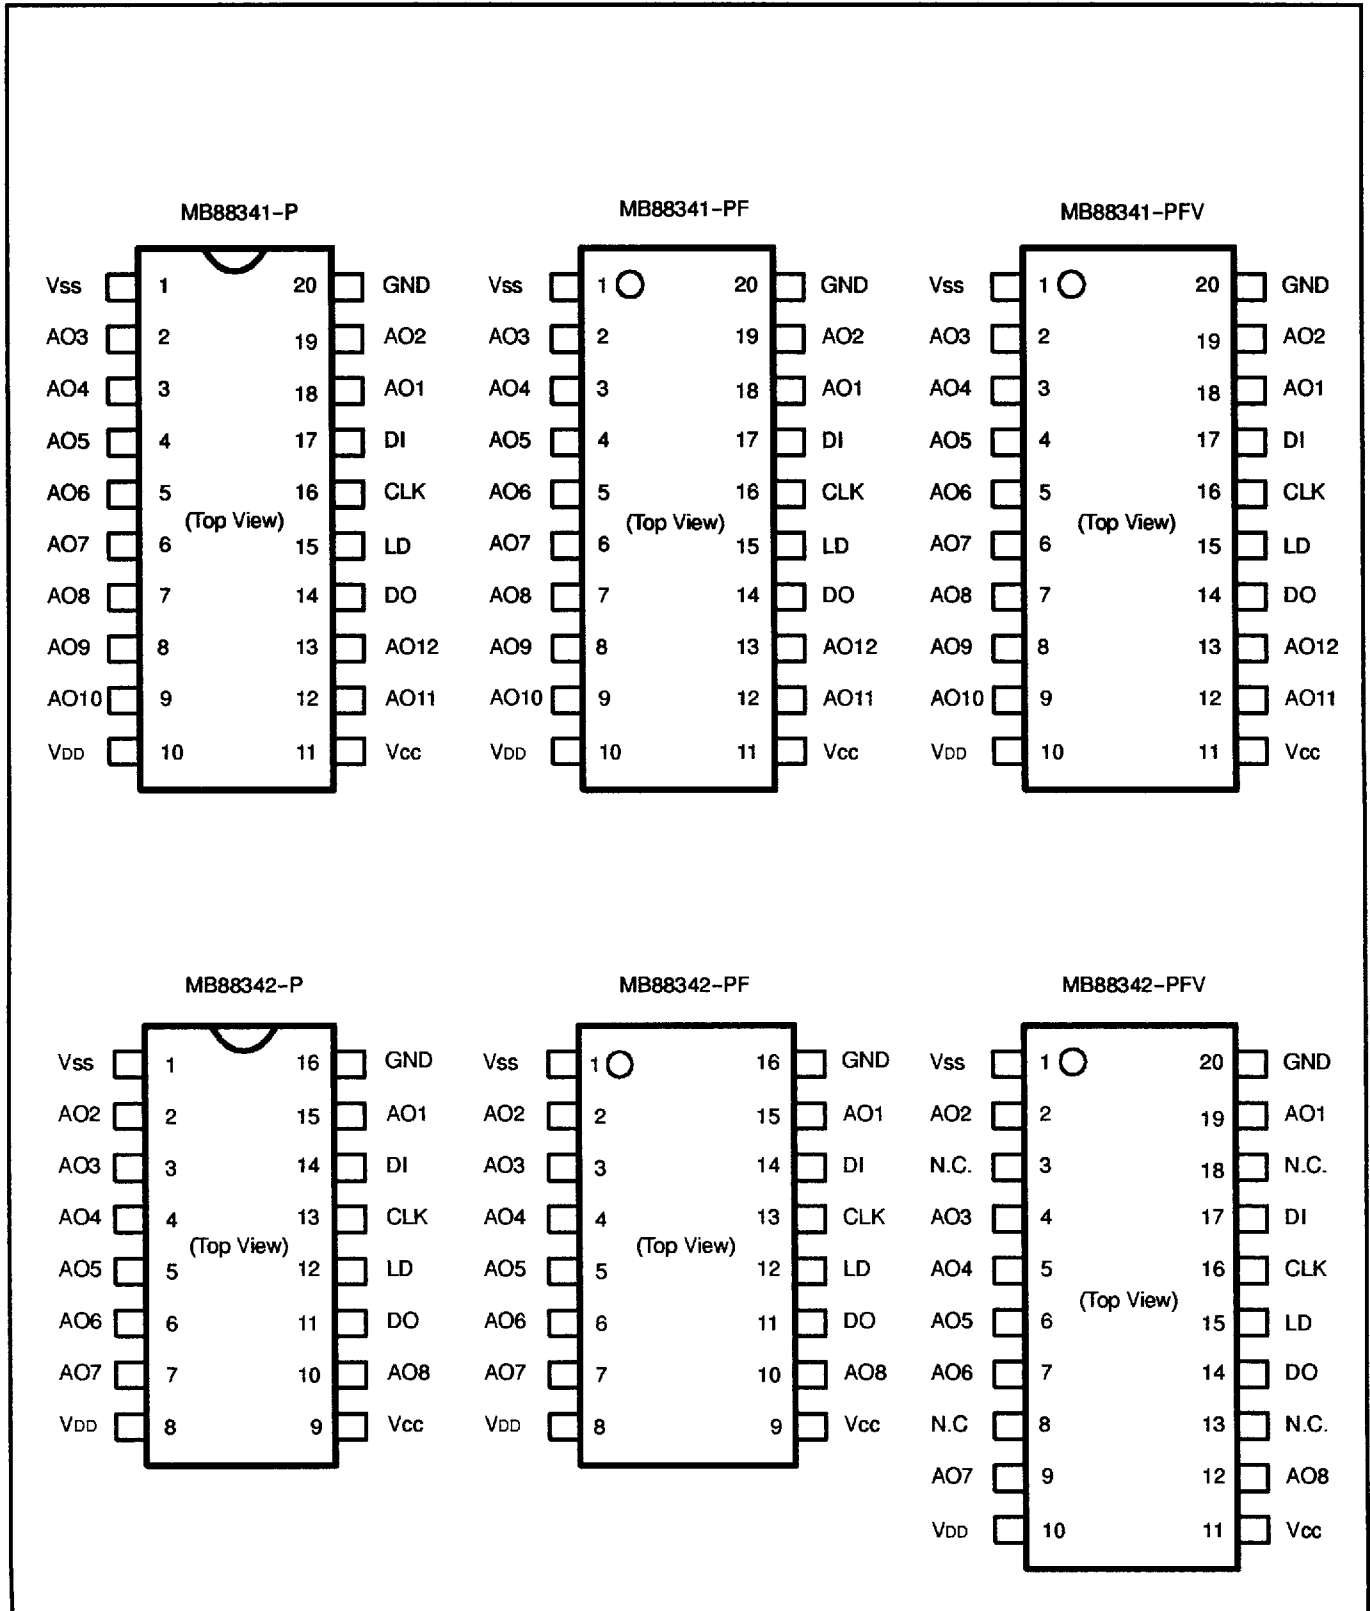 MB88341-P MB88341-PF MB88341-PFV
Vss 1 20 GND Vss 1 20 GND Vss 1 20 GND
AO3 2 19 AO2 AO3 2 19 AO2 AO3 2 19 AO2
AO4 3 18 AO1 AO4 3 18 AO1 AO4 3 18 AO1
AO5 4 17 DI AO5 4 17 DI AO5 4 17 DI
AO6 5 16 CLK AO6 5 16 CLK AO6 5 16 CLK
(Top View) (Top View) (Top View)
AO7 6 15 LD AO7 6 15 LD AO7 6 15 LD
AO8 7 14 DO AO8 7 14 DO AO8 7 14 DO
AO9 8 13 AO12 AO9 8 13 AO12 AO9 8 13 AO12
AO10 9 12 AO11 AO10 9 12 AO11 AO10 9 12 AO11
VDD 10 11 Vcc VDD 10 11 Vcc VDD 10 11 Vcc
MB88342-P MB88342-PF MB88342-PFV
Vss 1 16 GND Vss 1 16 GND Vss 1 20 GND
AO2 2 15 AO1 AO2 2 15 AO1 AO2 2 19 AO1
AO3 3 14 DI AO3 3 14 DI N.C. 3 18 N.C.
AO4 4 13 CLK AO4 4 13 CLK AO3 4 17 DI
(Top View) (Top View)
AO5 5 12 LD AO5 5 12 LD AO4 5 16 CLK
(Top View)
AO6 6 11 DO AO6 6 11 DO AO5 6 15 LD
AO7 7 10 AO8 AO7 7 10 AO8 AO6 7 14 DO
VDD 8 9 Vcc VDD 8 9 Vcc N.C 8 13 N.C.
AO7 9 12 AO8
VDD 10 11 Vcc